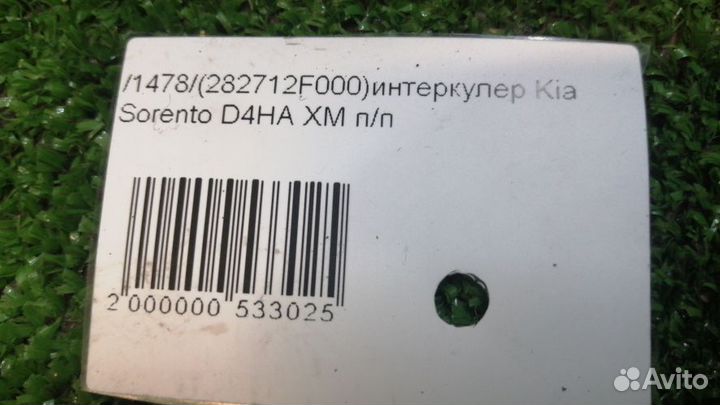 /1478/(282712F000)интеркулер Kia
Sorento D4HA XM п/п
2 000000 533025
Avito